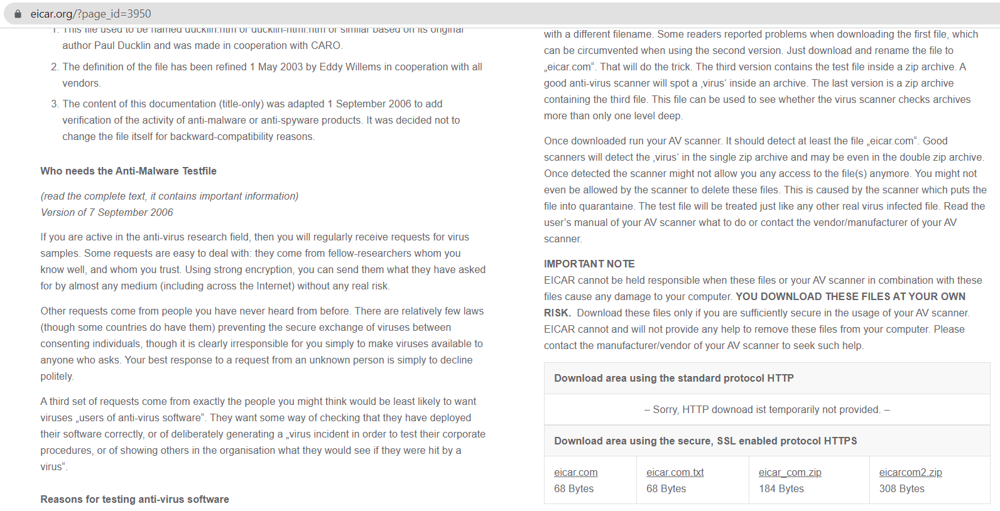 eicar.org/?page_id=3950
1. This file used to be named ducklin.htm or ducklin-html.htm or similar based on its original
author Paul Ducklin and was made in cooperation with CARO.
2. The definition of the file has been refined 1 May 2003 by Eddy Willems in cooperation with all
vendors.
3. The content of this documentation (title-only) was adapted 1 September 2006 to add
verification of the activity of anti-malware or anti-spyware products. It was decided not to
change the file itself for backward-compatibility reasons.
Who needs the Anti-Malware Testfile
(read the complete text, it contains important information)
Version of 7 September 2006
If you are active in the anti-virus research field, then you will regularly receive requests for virus
samples. Some requests are easy to deal with: they come from fellow-researchers whom you
know well, and whom you trust. Using strong encryption, you can send them what they have asked
for by almost any medium (including across the Internet) without any real risk.
Other requests come from people you have never heard from before. There are relatively few laws
(though some countries do have them) preventing the secure exchange of viruses between
consenting individuals, though it is clearly irresponsible for you simply to make viruses available to
anyone who asks. Your best response to a request from an unknown person is simply to decline
politely.
A third set of requests come from exactly the people you might think would be least likely to want
viruses „users of anti-virus software“. They want some way of checking that they have deployed
their software correctly, or of deliberately generating a „virus incident in order to test their corporate
procedures, or of showing others in the organisation what they would see if they were hit by a
virus“.
Reasons for testing anti-virus software
with a different filename. Some readers reported problems when downloading the first file, which
can be circumvented when using the second version. Just download and rename the file to
„eicar.com“. That will do the trick. The third version contains the test file inside a zip archive. A
good anti-virus scanner will spot a ‚virus‘ inside an archive. The last version is a zip archive
containing the third file. This file can be used to see whether the virus scanner checks archives
more than only one level deep.
Once downloaded run your AV scanner. It should detect at least the file „eicar.com“. Good
scanners will detect the ‚virus‘ in the single zip archive and may be even in the double zip archive.
Once detected the scanner might not allow you any access to the file(s) anymore. You might not
even be allowed by the scanner to delete these files. This is caused by the scanner which puts the
file into quarantaine. The test file will be treated just like any other real virus infected file. Read the
user’s manual of your AV scanner what to do or contact the vendor/manufacturer of your AV
scanner.
IMPORTANT NOTE
EICAR cannot be held responsible when these files or your AV scanner in combination with these
files cause any damage to your computer. YOU DOWNLOAD THESE FILES AT YOUR OWN
RISK. Download these files only if you are sufficiently secure in the usage of your AV scanner.
EICAR cannot and will not provide any help to remove these files from your computer. Please
contact the manufacturer/vendor of your AV scanner to seek such help.
Download area using the standard protocol HTTP
– Sorry, HTTP downoad ist temporarily not provided. –
Download area using the secure, SSL enabled protocol HTTPS
eicar.com eicar.com.txt eicar_com.zip eicarcom2.zip
68 Bytes 68 Bytes 184 Bytes 308 Bytes